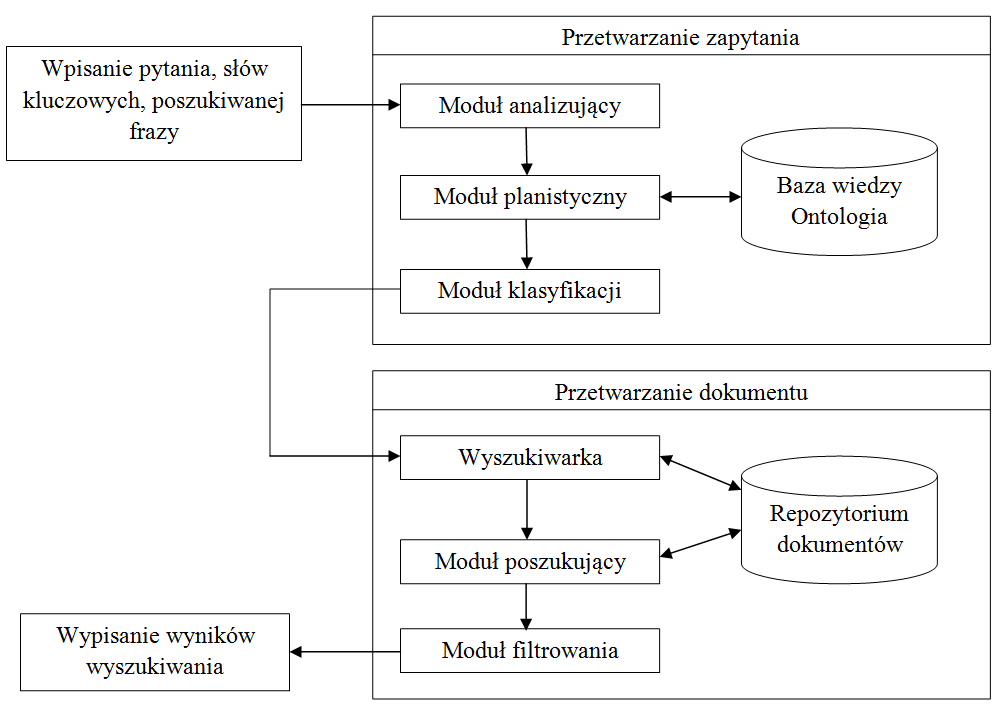 Przetwarzanie zapytania
Wpisanie pytania, słów
kluczowych, poszukiwanej
frazy
Moduł analizujący
Moduł planistyczny
Baza wiedzy
Ontologia
Moduł klasyfikacji
Przetwarzanie dokumentu
Wyszukiwarka
Repozytorium
dokumentów
Moduł poszukujący
Moduł filtrowania
Wypisanie wyników
wyszukiwania